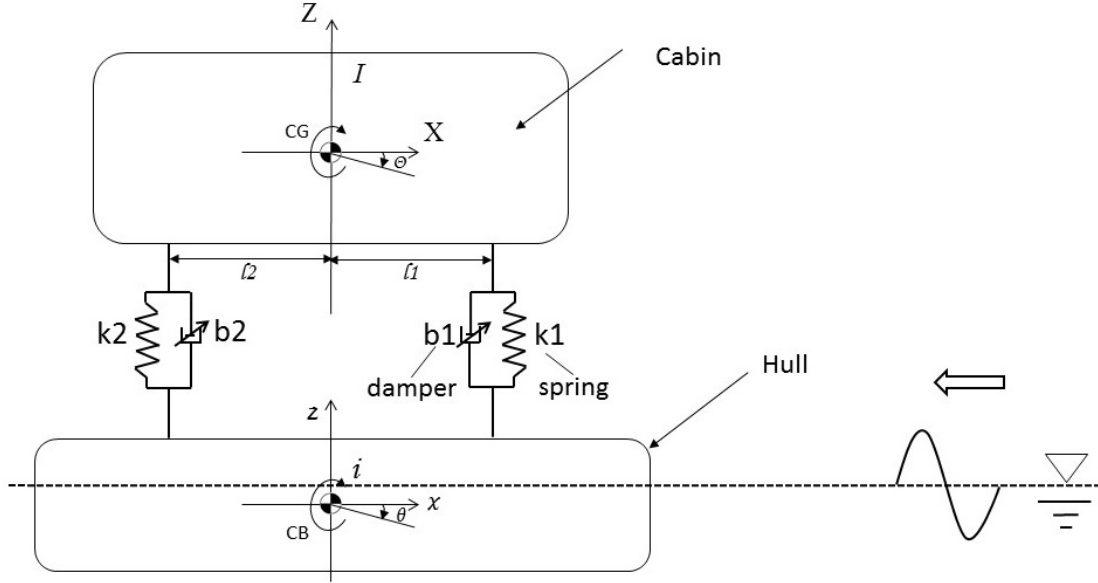 Z
I
Cabin
CG
X
Θ
l2
l1
k2
b2
b1
k1
damper
spring
Hull
z
i
x
θ
CB